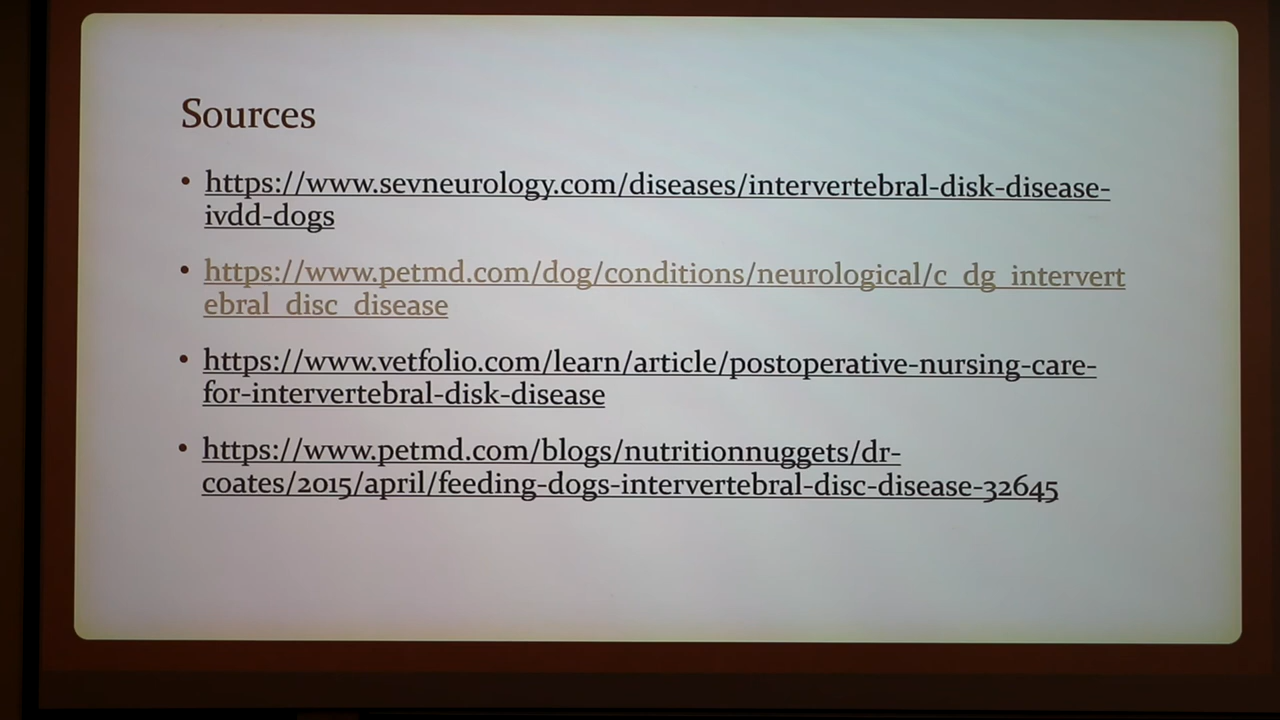 Sources
• https://www.sevneurology.com/diseases/intervertebral-disk-disease-
ivdd-dogs
• https://www.petmd.com/dog/conditions/neurological/c_dg_intervert
ebral_disc_disease
• https://www.vetfolio.com/learn/article/postoperative-nursing-care-
for-intervertebral-disk-disease
• https://www.petmd.com/blogs/nutritionnuggets/dr-
coates/2015/april/feeding-dogs-intervertebral-disc-disease-32645